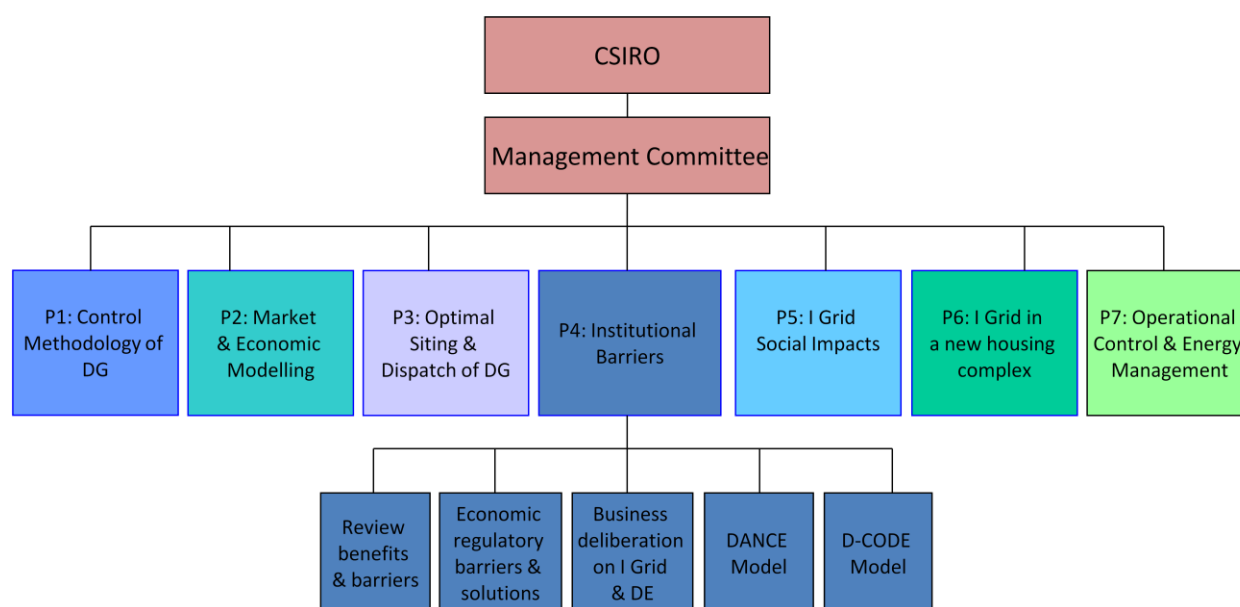 CSIRO
Management Committee
P1: Control
Methodology of
DG
P2: Market
& Economic
Modelling
P3: Optimal
Siting &
Dispatch of DG
P4: Institutional
Barriers
P5: I Grid
Social Impacts
P6: I Grid in
a new housing
complex
P7: Operational
Control & Energy
Management
Review
benefits
& barriers
Economic
regulatory
barriers &
solutions
Business
deliberation
on I Grid
& DE
DANCE
Model
D-CODE
Model